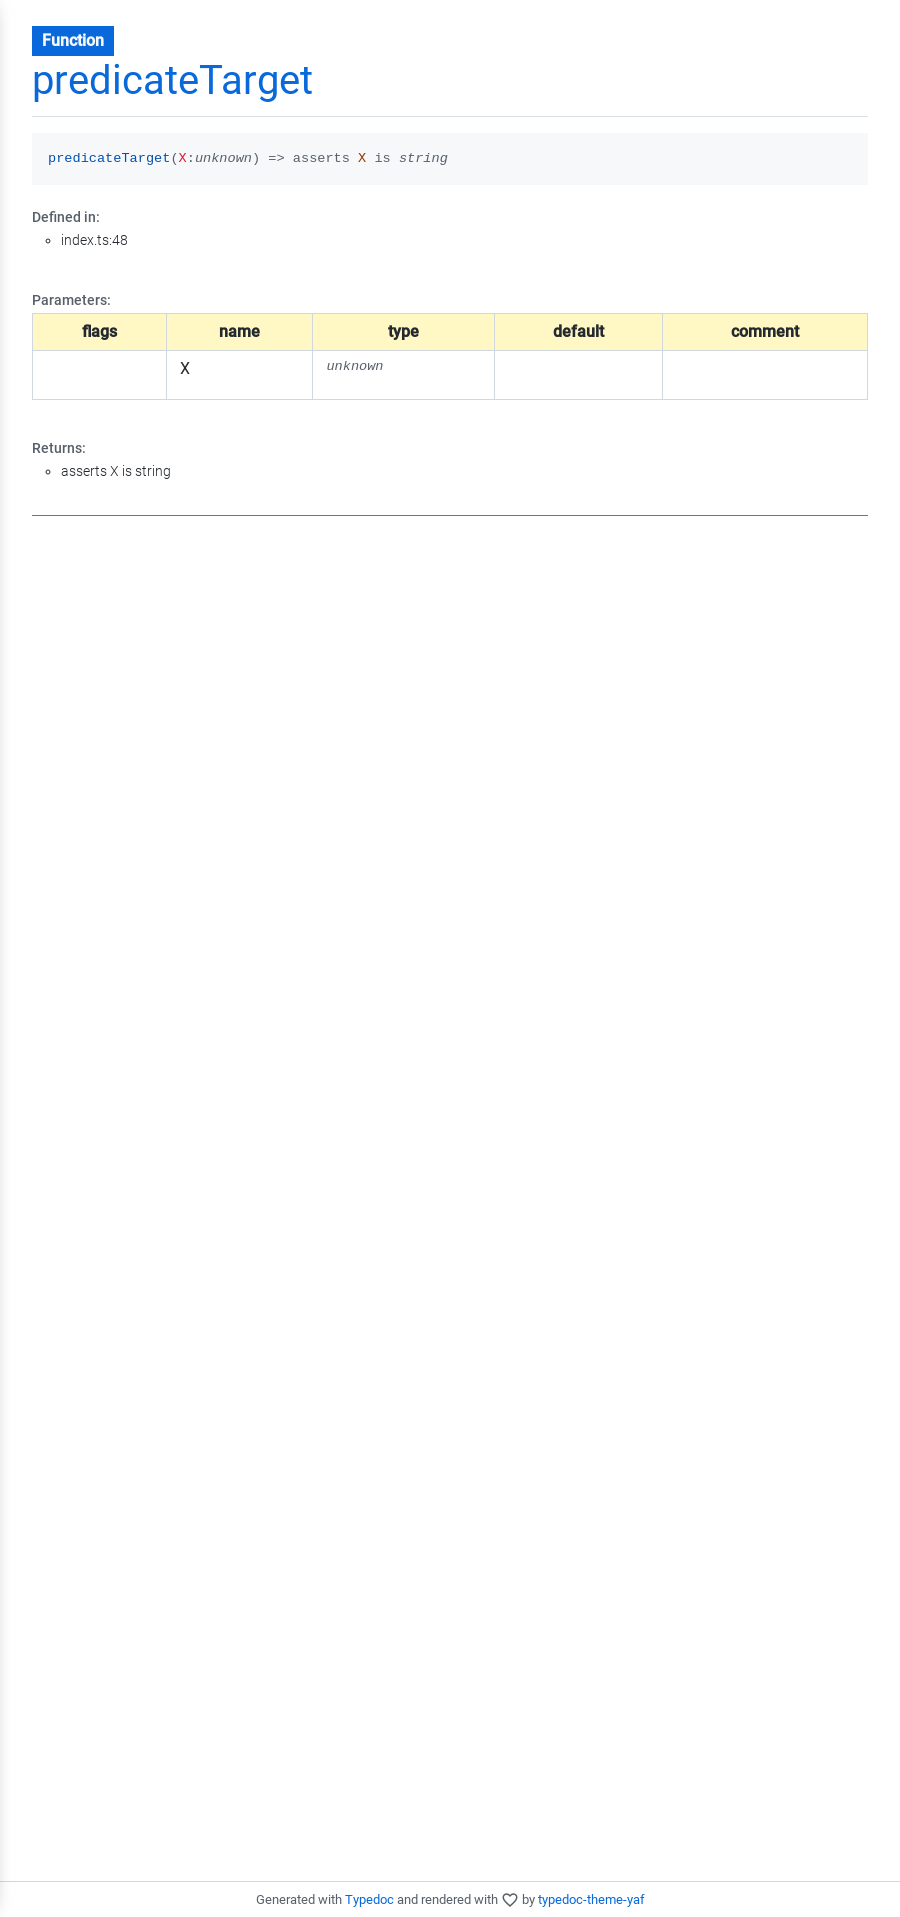 Function
predicateTarget
predicateTarget(X:unknown) => asserts X is string
Defined in:
index.ts:48
Parameters:
flags name type default comment
X unknown
Returns:
asserts X is string
Generated with Typedoc and rendered with by typedoc-theme-yaf